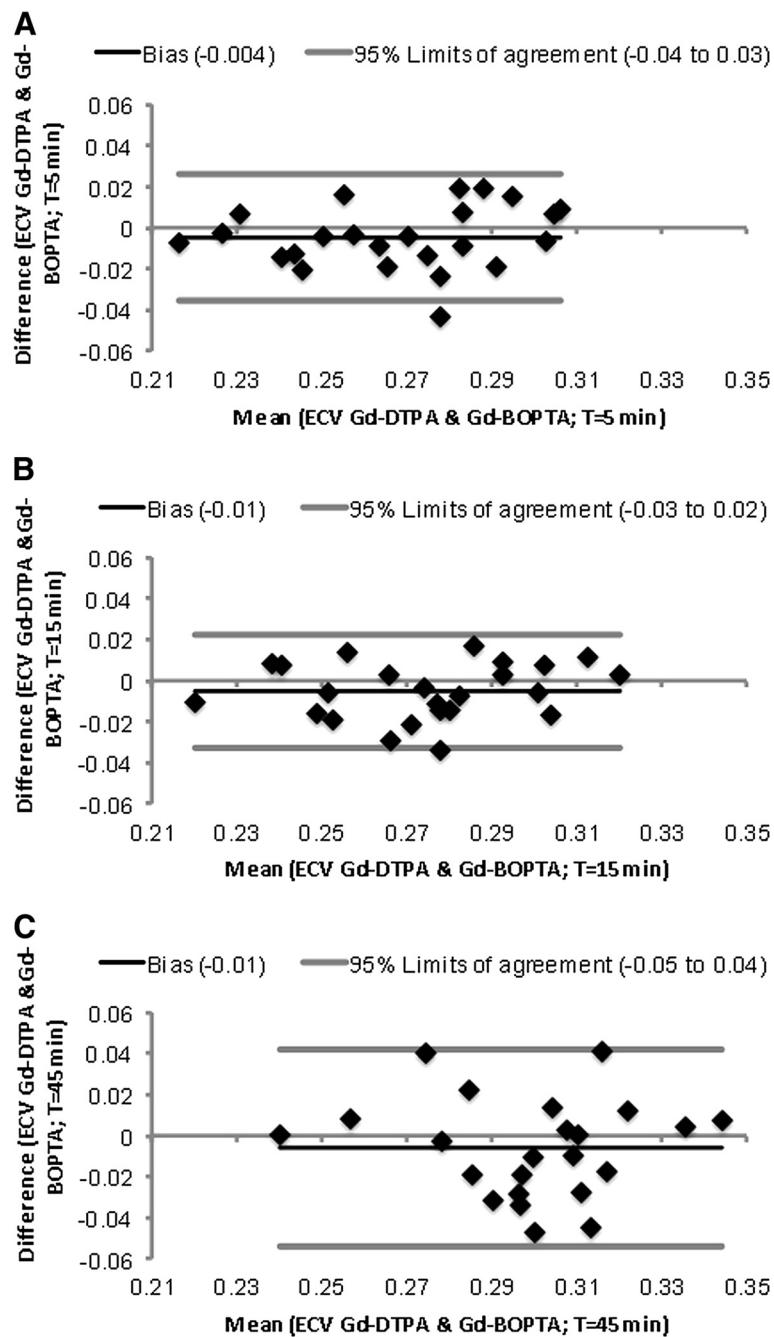 A
Bias (-0.004) 95% Limits of agreement (-0.04 to 0.03)
Difference (ECV Gd-DTPA & Gd-
BOPTA; T=5 min)
0.06
0.04
0.02
0
-0.02
-0.04
-0.06
0.21 0.23 0.25 0.27 0.29 0.31 0.33 0.35
Mean (ECV Gd-DTPA & Gd-BOPTA; T=5 min)
B
Bias (-0.01) 95% Limits of agreement (-0.03 to 0.02)
Difference (ECV Gd-DTPA &Gd-
BOPTA; T=15 min)
0.06
0.04
0.02
0
-0.02
-0.04
-0.06
0.21 0.23 0.25 0.27 0.29 0.31 0.33 0.35
Mean (ECV Gd-DTPA & Gd-BOPTA; T=15 min)
C
Bias (-0.01) 95% Limits of agreement (-0.05 to 0.04)
Difference (ECV Gd-DTPA &Gd-
BOPTA; T=45 min)
0.06
0.04
0.02
0
-0.02
-0.04
-0.06
0.21 0.23 0.25 0.27 0.29 0.31 0.33 0.35
Mean (ECV Gd-DTPA & Gd-BOPTA; T=45 min)